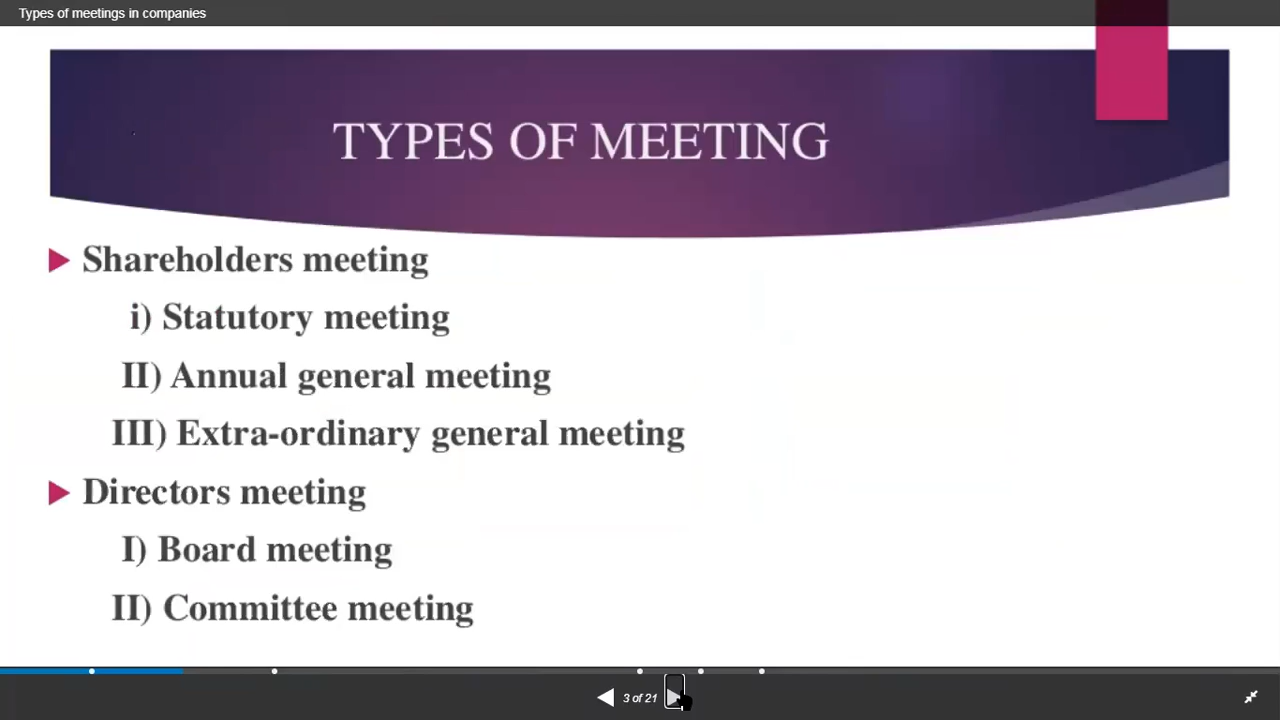 Types of meetings in companies
TYPES OF MEETING
Shareholders meeting
i) Statutory meeting
II) Annual general meeting
III) Extra-ordinary general meeting
Directors meeting
I) Board meeting
II) Committee meeting
3 of 21